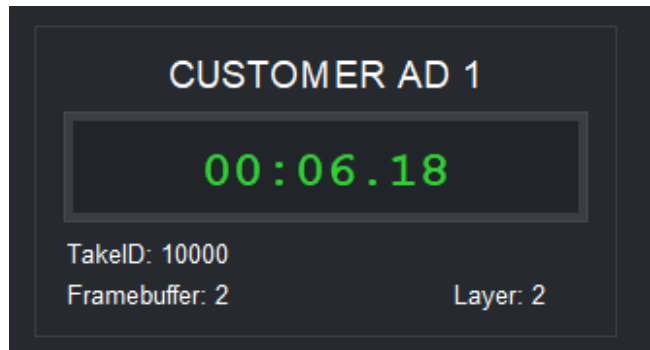 CUSTOMER AD 1
00:06.18
TakeID: 10000
Framebuffer: 2 Layer: 2